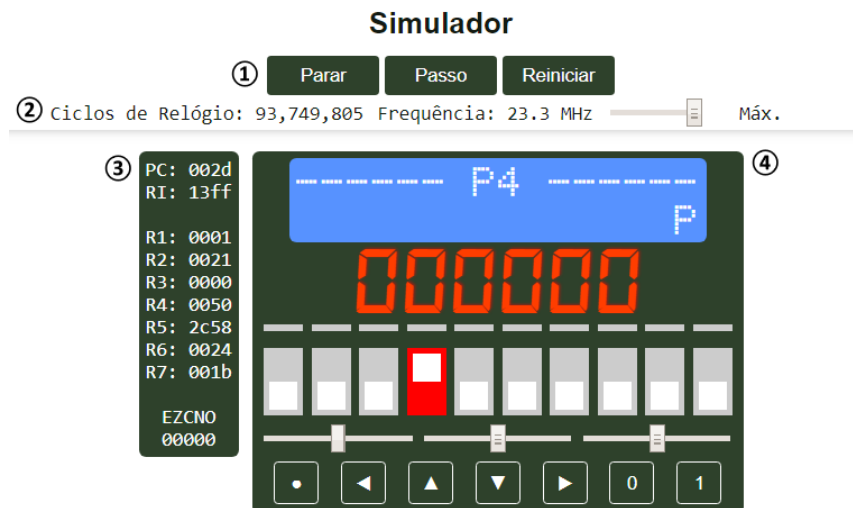 Simulador
① Parar Passo Reiniciar
② Ciclos de Relógio: 93,749,805 Frequência: 23.3 MHz Máx.
③ PC: 002d
RI: 13ff
R1: 0001
R2: 0021
R3: 0000
R4: 0050
R5: 2c58
R6: 0024
R7: 001b
EZCNO
00000
④
------ P4 ------
P
000000
● ◀ ▲ ▼ ▶ 0 1